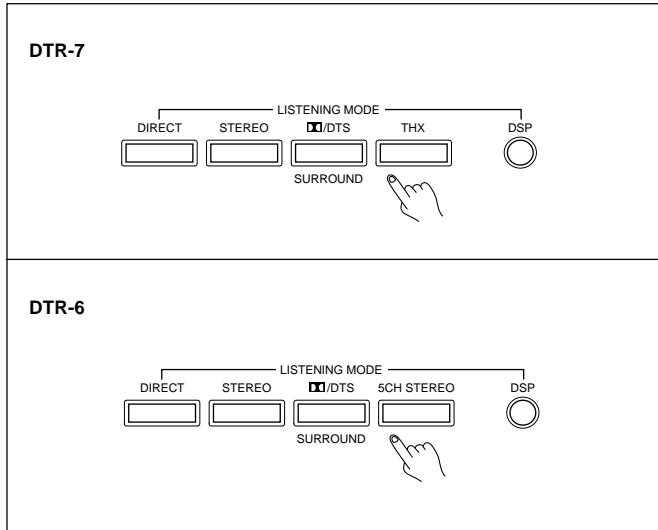 DTR-7
LISTENING MODE
DIRECT STEREO /DTS THX DSP
SURROUND
DTR-6
LISTENING MODE
DIRECT STEREO /DTS 5CH STEREO DSP
SURROUND